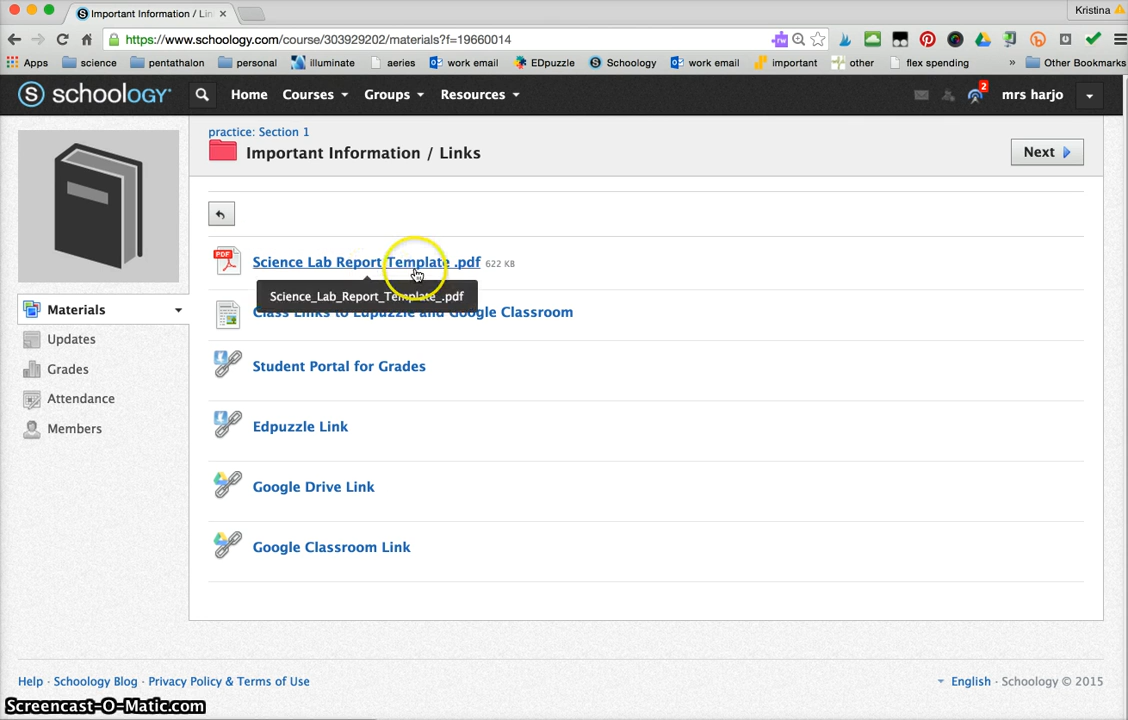 Important Information / Lin
Kristina
https://www.schoology.com/course/303929202/materials?f=19660014
Apps science pentathalon personal illuminate aeries work email EDpuzzle Schoology work email important other flex spending » Other Bookmarks
schoology Home Courses Groups Resources 2 mrs harjo
practice: Section 1
Important Information / Links
Next
PDF Science Lab Report Template .pdf 622 KB
Science_Lab_Report_Template_.pdf
Class Links to Edpuzzle and Google Classroom
Student Portal for Grades
Edpuzzle Link
Google Drive Link
Google Classroom Link
Materials
Updates
Grades
Attendance
Members
Help · Schoology Blog · Privacy Policy & Terms of Use
English · Schoology © 2015
Screencast-O-Matic.com